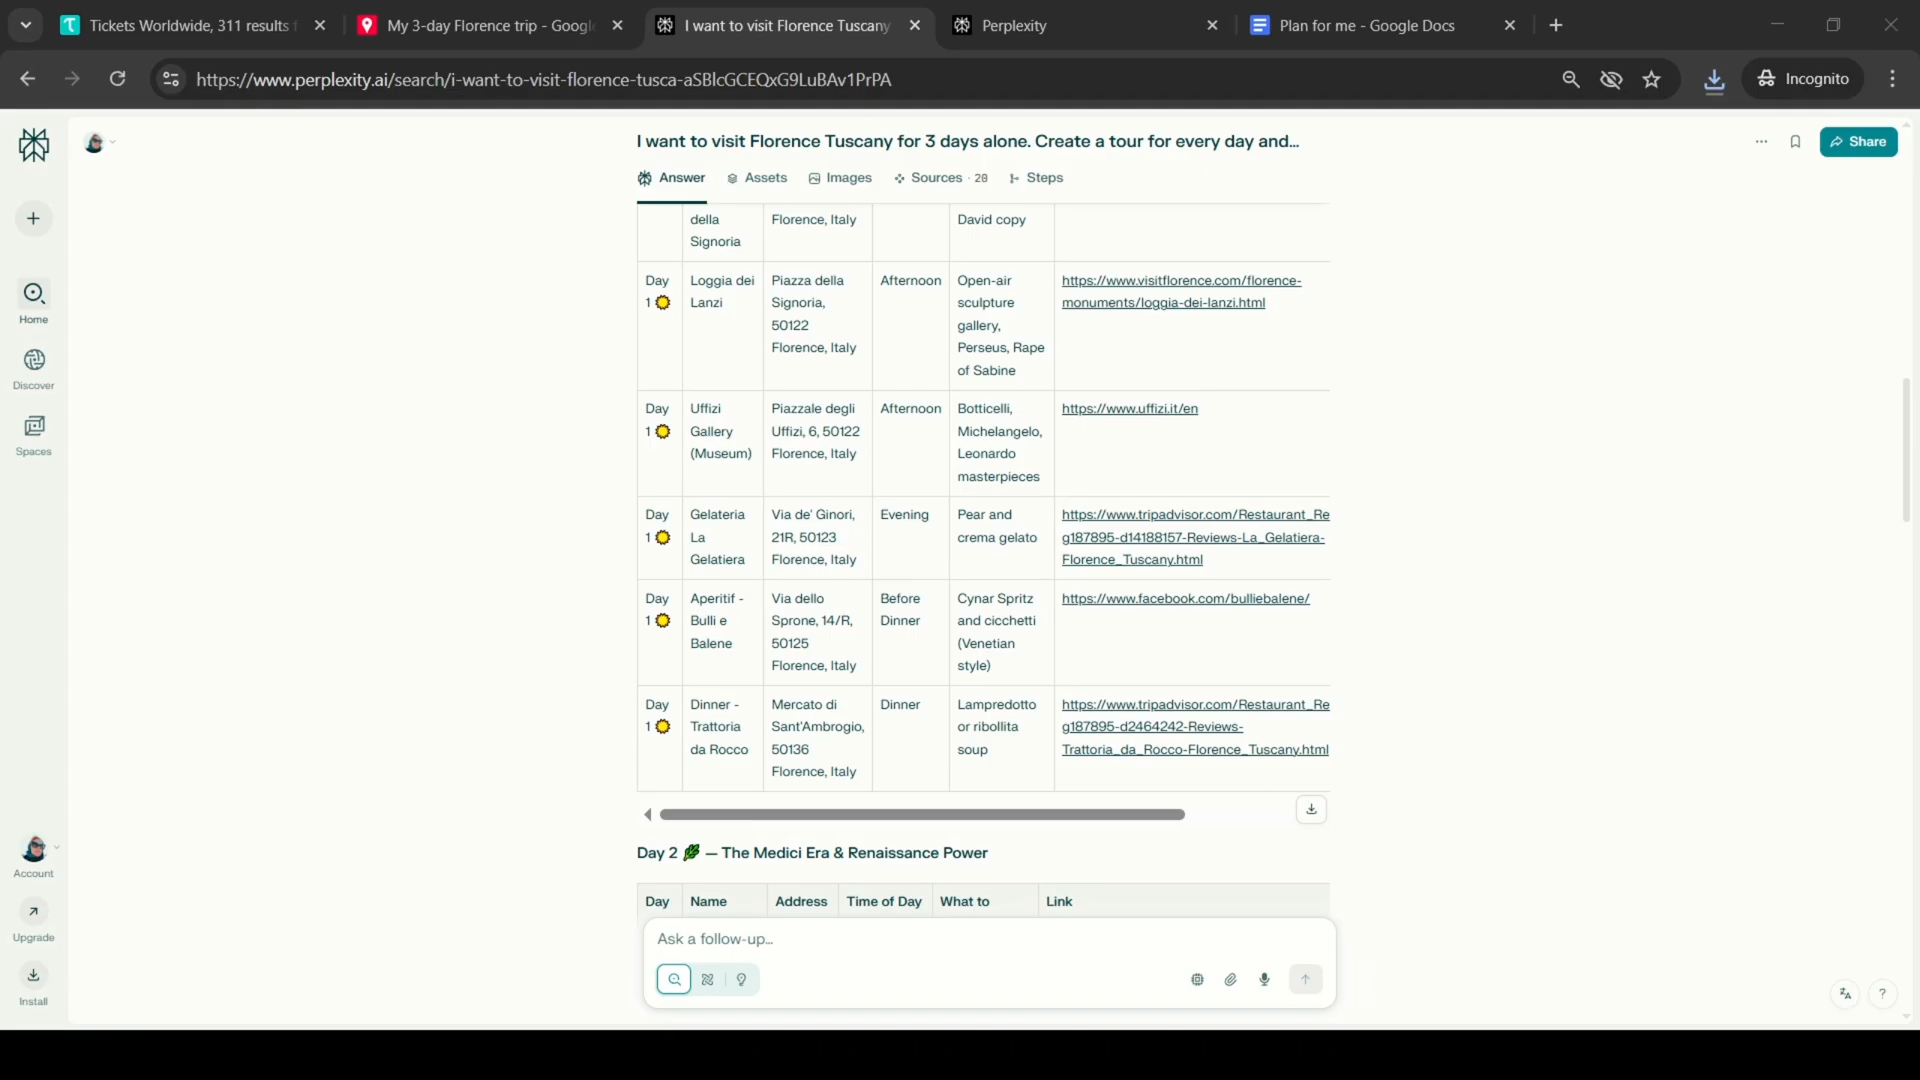 Tickets Worldwide, 311 results f
My 3-day Florence trip - Google
I want to visit Florence Tuscany
Perplexity
Plan for me - Google Docs
https://www.perplexity.ai/search/i-want-to-visit-florence-tusca-aSBlcGCEQxG9LuBAv1PrPA
Incognito
I want to visit Florence Tuscany for 3 days alone. Create a tour for every day and...
Share
Answer
Assets
Images
Sources · 20
Steps
della
Signoria
Florence, Italy
David copy
Day
1
Loggia dei
Lanzi
Piazza della
Signoria,
50122
Florence, Italy
Afternoon
Open-air
sculpture
gallery,
Perseus, Rape
of Sabine
https://www.visitflorence.com/florence-
monuments/loggia-dei-lanzi.html
Day
1
Uffizi
Gallery
(Museum)
Piazzale degli
Uffizi, 6, 50122
Florence, Italy
Afternoon
Botticelli,
Michelangelo,
Leonardo
masterpieces
https://www.uffizi.it/en
Day
1
Gelateria
La
Gelatiera
Via de' Ginori,
21R, 50123
Florence, Italy
Evening
Pear and
crema gelato
https://www.tripadvisor.com/Restaurant_Re
g187895-d14188157-Reviews-La_Gelatiera-
Florence_Tuscany.html
Day
1
Aperitif -
Bulli e
Balene
Via dello
Sprone, 14/R,
50125
Florence, Italy
Before
Dinner
Cynar Spritz
and cicchetti
(Venetian
style)
https://www.facebook.com/bulliebalene/
Day
1
Dinner -
Trattoria
da Rocco
Mercato di
Sant'Ambrogio,
50136
Florence, Italy
Dinner
Lampredotto
or ribollita
soup
https://www.tripadvisor.com/Restaurant_Re
g187895-d2464242-Reviews-
Trattoria_da_Rocco-Florence_Tuscany.html
Day 2 — The Medici Era & Renaissance Power
Day
Name
Address
Time of Day
What to
Link
Ask a follow-up...
Home
Discover
Spaces
Account
Upgrade
Install
?